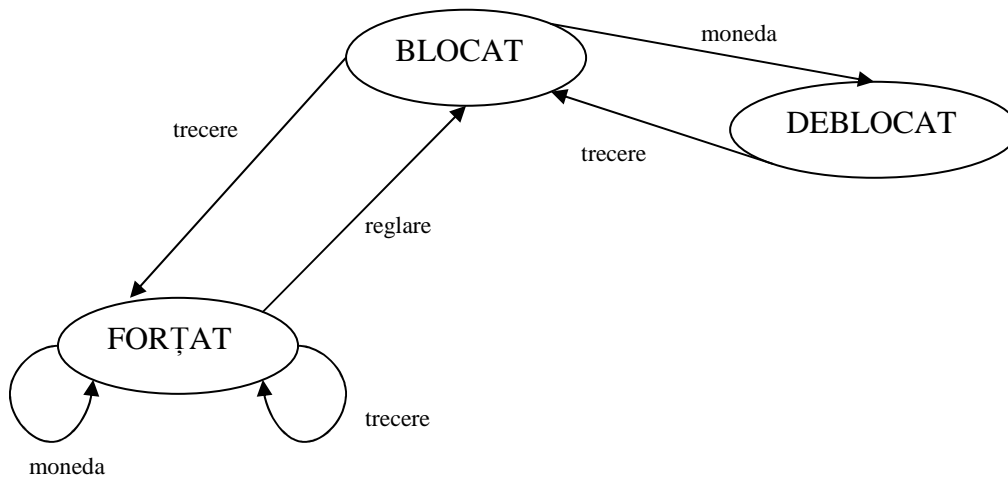 BLOCAT
moneda
DEBLOCAT
trecere
trecere
reglare
FORȚAT
trecere
moneda